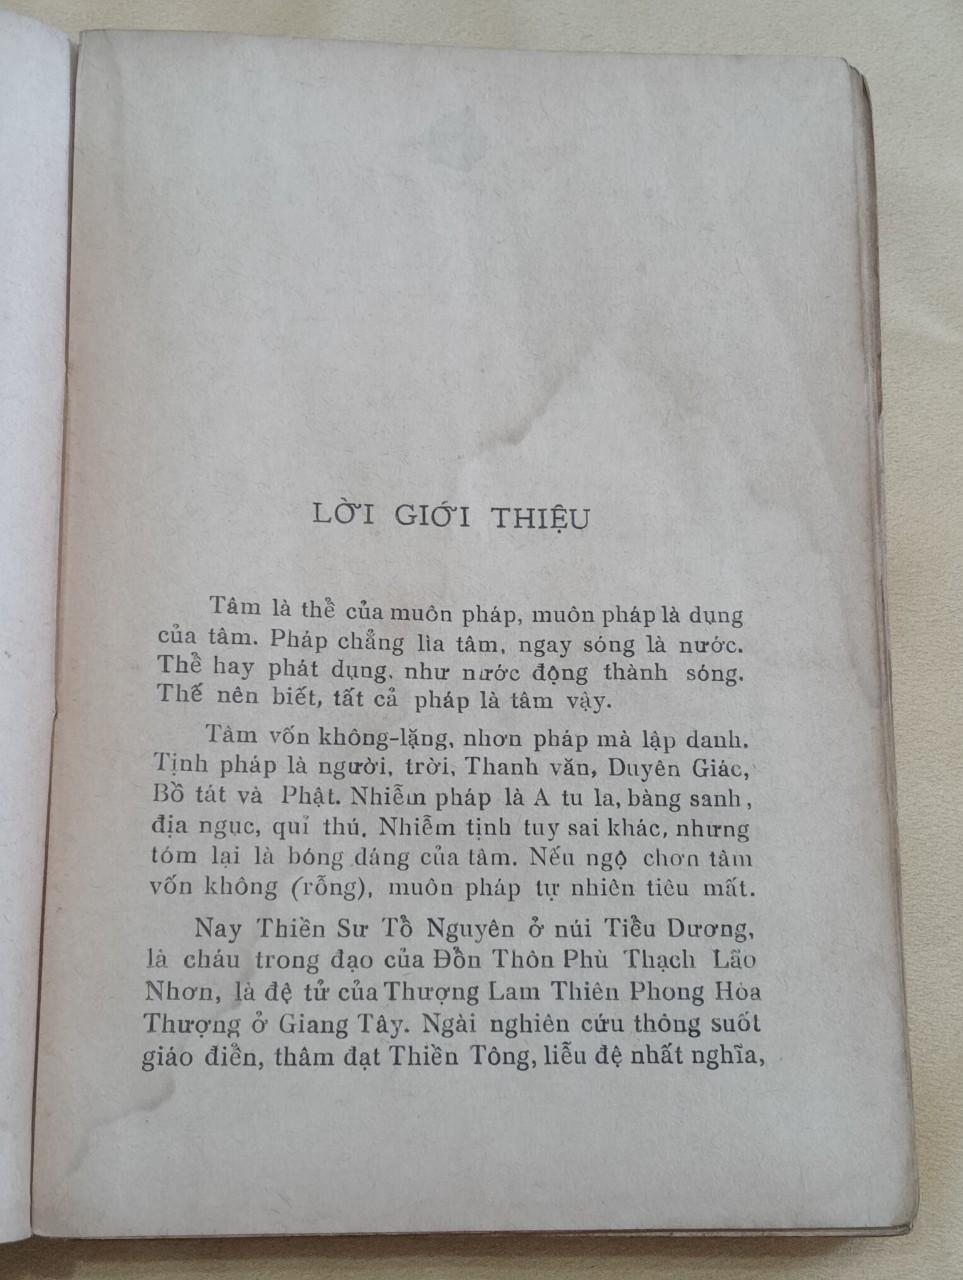 LỜI GIỚI THIỆU
Tâm là thể của muôn pháp, muôn pháp là dụng
của tâm. Pháp chẳng lìa tâm, ngay sóng là nước.
Thể hay phát dụng, như nước động thành sóng.
Thế nên biết, tất cả pháp là tâm vậy.
Tâm vốn không-lặng, nhơn pháp mà lập danh.
Tịnh pháp là người, trời, Thanh văn, Duyên Giác,
Bồ tát và Phật. Nhiễm pháp là A tu la, bàng sanh,
địa ngục, quỉ thú. Nhiễm tịnh tuy sai khác, nhưng
tóm lại là bóng dáng của tâm. Nếu ngộ chơn tâm
vốn không (rỗng), muôn pháp tự nhiên tiêu mất.
Nay Thiền Sư Tổ Nguyên ở núi Tiều Dương,
là cháu trong đạo của Đồn Thôn Phù Thạch Lão
Nhơn, là đệ tử của Thượng Lam Thiên Phong Hòa
Thượng ở Giang Tây. Ngài nghiên cứu thông suốt
giáo điển, thâm đạt Thiền Tông, liễu đệ nhất nghĩa,